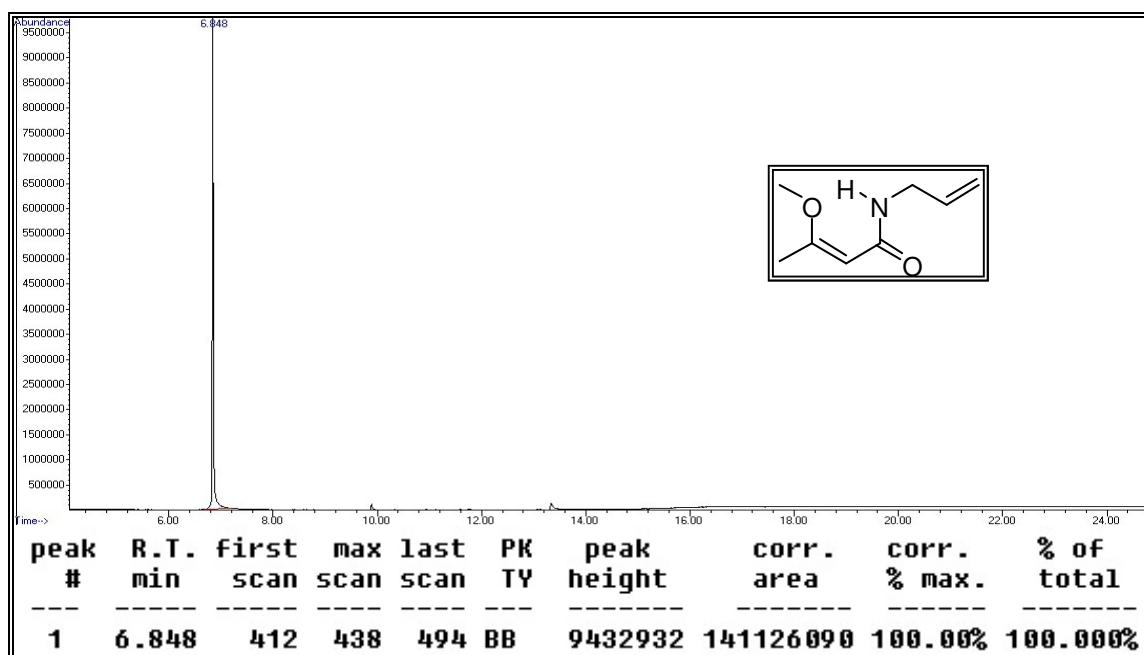 Abundance
6.848
9500000
9000000
8500000
8000000
7500000
7000000
6500000
6000000
5500000
5000000
4500000
4000000
3500000
3000000
2500000
2000000
1500000
1000000
500000
H
O N
O
Time--> 6.00 8.00 10.00 12.00 14.00 16.00 18.00 20.00 22.00 24.00
peak R.T. first max last PK peak corr. corr. % of
# min scan scan scan TY height area % max. total
--- ----- ----- ---- ---- --- ------- ------- ------ -------
1 6.848 412 438 494 BB 9432932 141126090 100.00% 100.000%